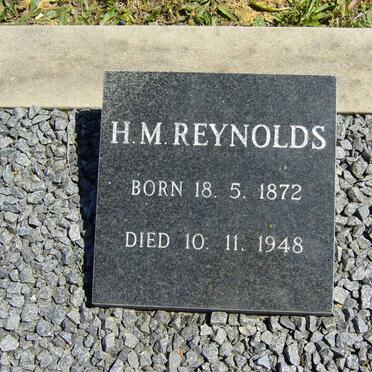 H.M. REYNOLDS
BORN 18. 5. 1872
DIED 10. 11. 1948